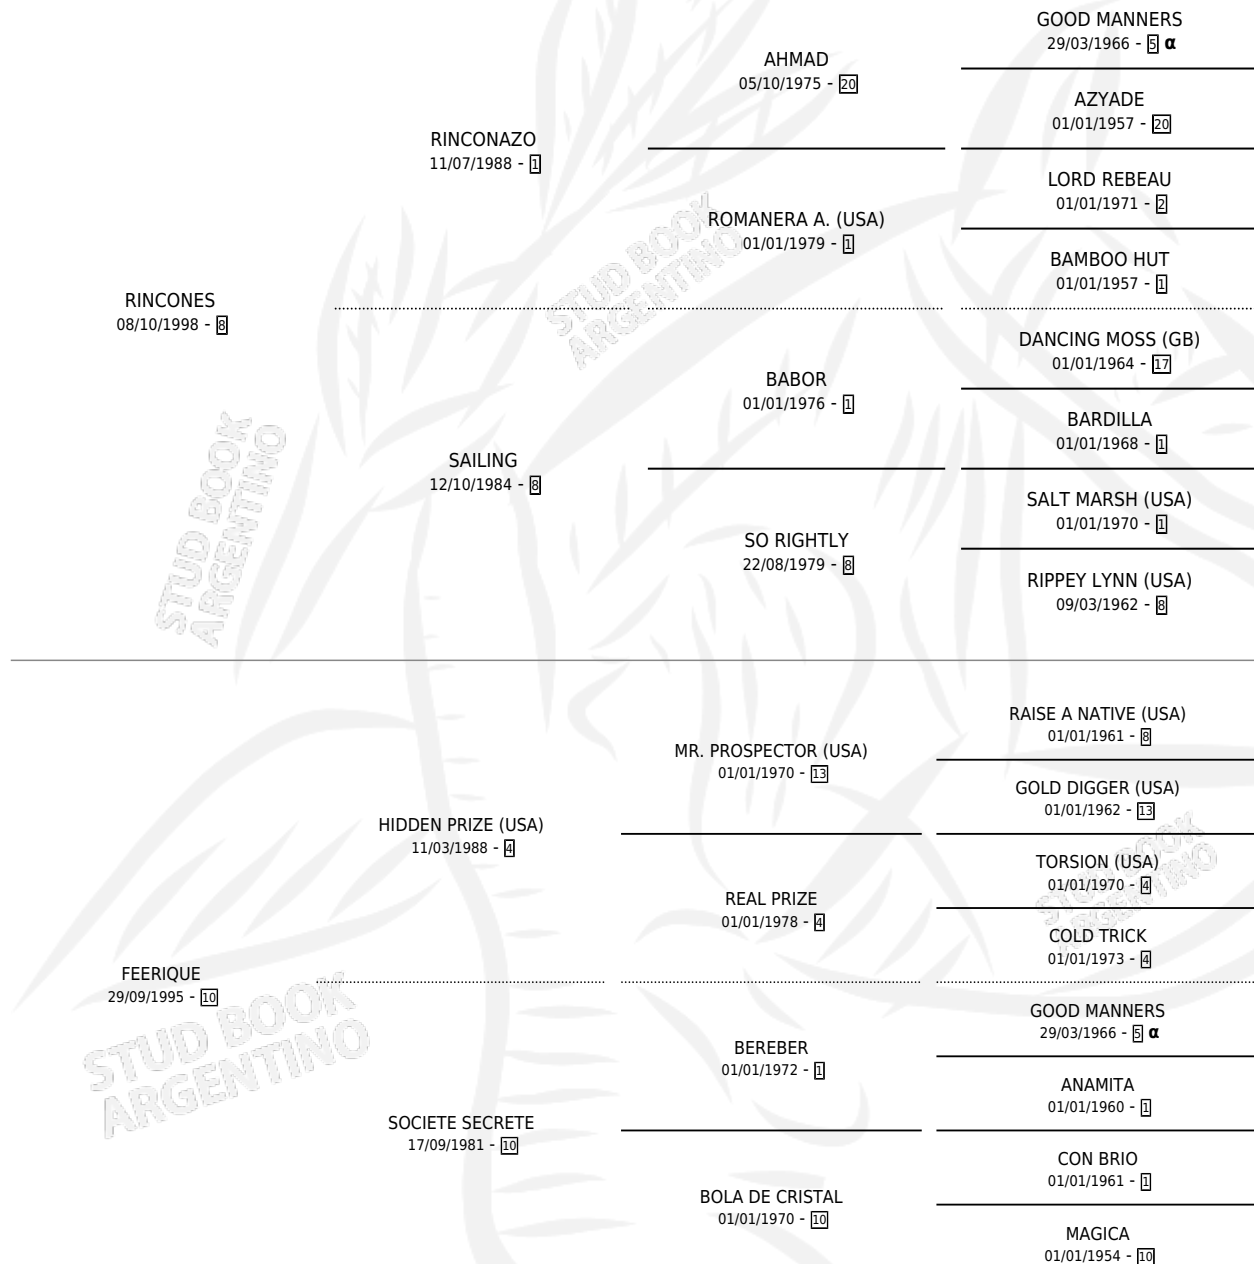 RINCONES
08/10/1998 - 8
RINCONAZO
11/07/1988 - 1
SAILING
12/10/1984 - 8
AHMAD
05/10/1975 - 20
ROMANERA A. (USA)
01/01/1979 - 1
BABOR
01/01/1976 - 1
SO RIGHTLY
22/08/1979 - 8
GOOD MANNERS
29/03/1966 - 5 α
AZYADE
01/01/1957 - 20
LORD REBEAU
01/01/1971 - 2
BAMBOO HUT
01/01/1957 - 1
DANCING MOSS (GB)
01/01/1964 - 17
BARDILLA
01/01/1968 - 1
SALT MARSH (USA)
01/01/1970 - 1
RIPPEY LYNN (USA)
09/03/1962 - 8
FEERIQUE
29/09/1995 - 10
HIDDEN PRIZE (USA)
11/03/1988 - 4
SOCIETE SECRETE
17/09/1981 - 10
MR. PROSPECTOR (USA)
01/01/1970 - 13
REAL PRIZE
01/01/1978 - 4
BEREBER
01/01/1972 - 1
BOLA DE CRISTAL
01/01/1970 - 10
RAISE A NATIVE (USA)
01/01/1961 - 8
GOLD DIGGER (USA)
01/01/1962 - 13
TORSION (USA)
01/01/1970 - 4
COLD TRICK
01/01/1973 - 4
GOOD MANNERS
29/03/1966 - 5 α
ANAMITA
01/01/1960 - 1
CON BRIO
01/01/1961 - 1
MAGICA
01/01/1954 - 10
STUD BOOK
ARGENTINO
STUD BOOK
ARGENTINO
STUD BOOK
ARGENTINO
STUD BOOK
ARGENTINO